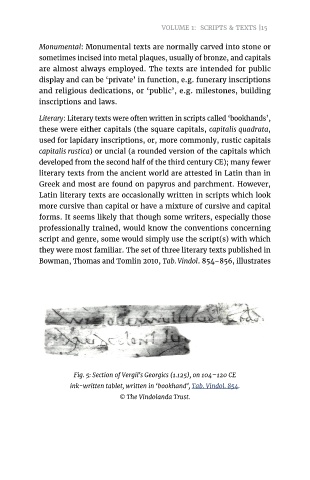 VOLUME 1: SCRIPTS & TEXTS |15
Monumental: Monumental texts are normally carved into stone or
sometimes incised into metal plaques, usually of bronze, and capitals
are almost always employed. The texts are intended for public
display and can be ‘private’ in function, e.g. funerary inscriptions
and religious dedications, or ‘public’, e.g. milestones, building
inscriptions and laws.
Literary: Literary texts were often written in scripts called ‘bookhands’,
these were either capitals (the square capitals, capitalis quadrata,
used for lapidary inscriptions, or, more commonly, rustic capitals
capitalis rustica) or uncial (a rounded version of the capitals which
developed from the second half of the third century CE); many fewer
literary texts from the ancient world are attested in Latin than in
Greek and most are found on papyrus and parchment. However,
Latin literary texts are occasionally written in scripts which look
more cursive than capital or have a mixture of cursive and capital
forms. It seems likely that though some writers, especially those
professionally trained, would know the conventions concerning
script and genre, some would simply use the script(s) with which
they were most familiar. The set of three literary texts published in
Bowman, Thomas and Tomlin 2010, Tab. Vindol. 854–856, illustrates
Fig. 5: Section of Vergil’s Georgics (1.125), on 104–120 CE
ink-written tablet, written in ‘bookhand”, Tab. Vindol. 854.
© The Vindolanda Trust.